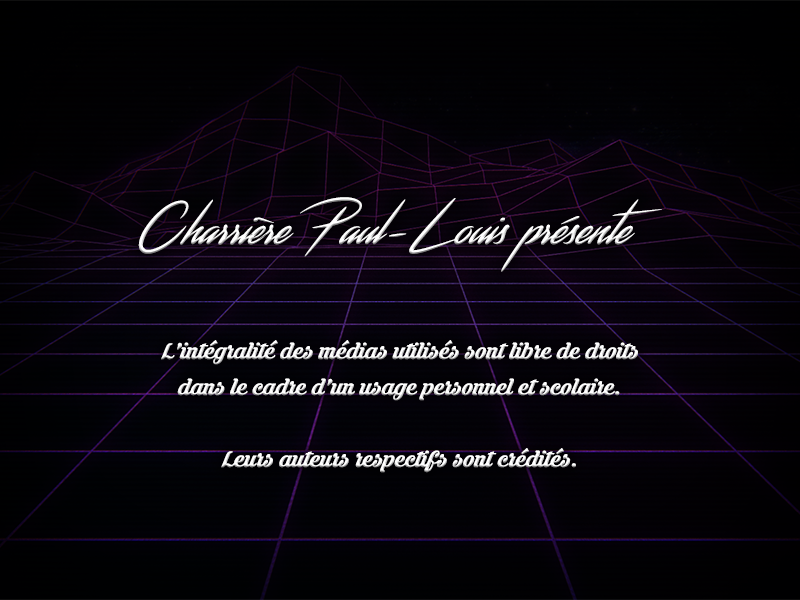 Charrière Paul-Louis présente
L'intégralité des médias utilisés sont libre de droits
dans le cadre d'un usage personnel et scolaire.
Leurs auteurs respectifs sont crédités.